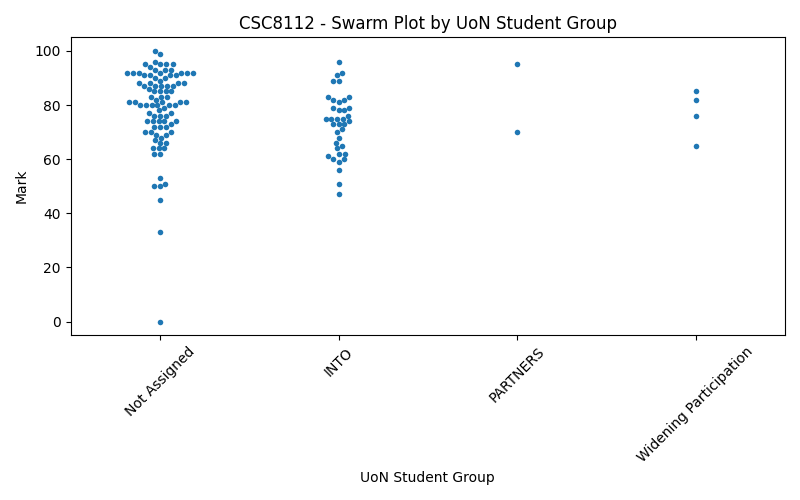 CSC8112 - Swarm Plot by UoN Student Group
Mark
100
80
60
40
20
0
Not Assigned
INTO
PARTNERS
Widening Participation
UoN Student Group